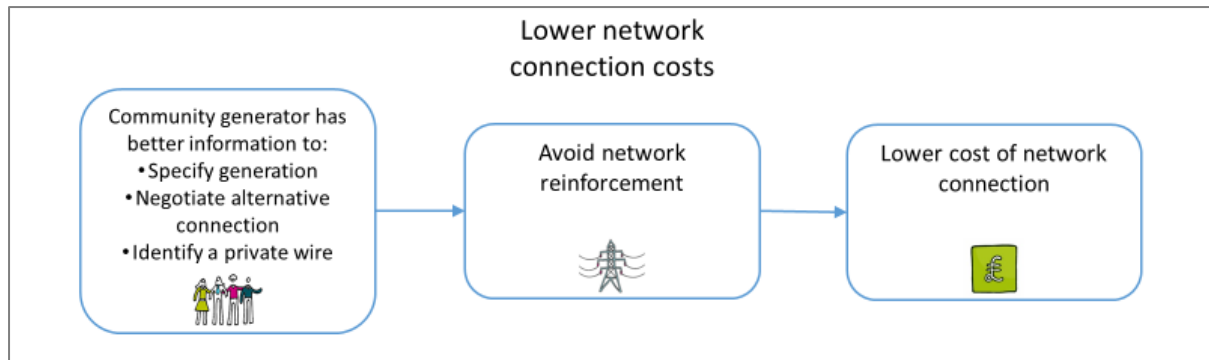 Lower network
connection costs
Community generator has
better information to:
•Specify generation
•Negotiate alternative
connection
•Identify a private wire
Avoid network
reinforcement
Lower cost of network
connection
£